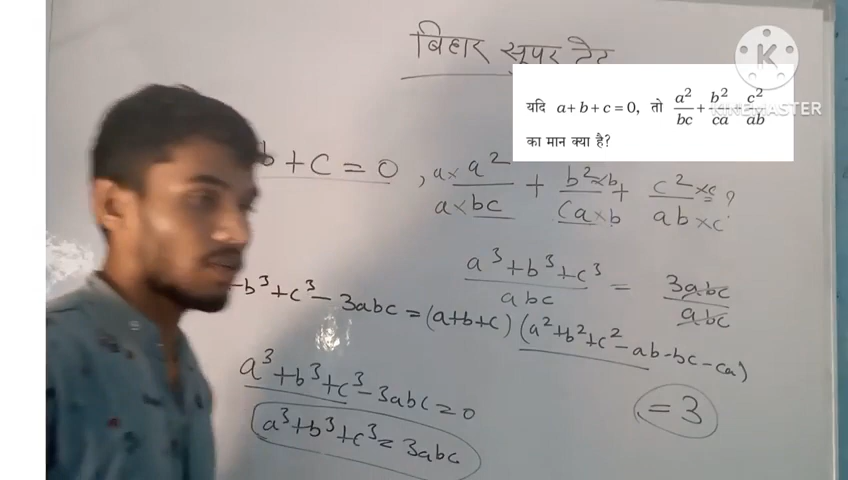 बिहार सूपर टेट
यदि a+b+c=0, तो a²/bc + b²/ca + c²/ab
का मान क्या है?
KINEMASTER
b+c=0, a×a²/a×bc + b²×b/ca×b + c²×c/ab×c ?
a³+b³+c³/abc = 3abc/abc
-b³+c³-3abc=(a+b+c)(a²+b²+c²-ab-bc-ca)
a³+b³+c³-3abc=0
=3
a³+b³+c³=3abc